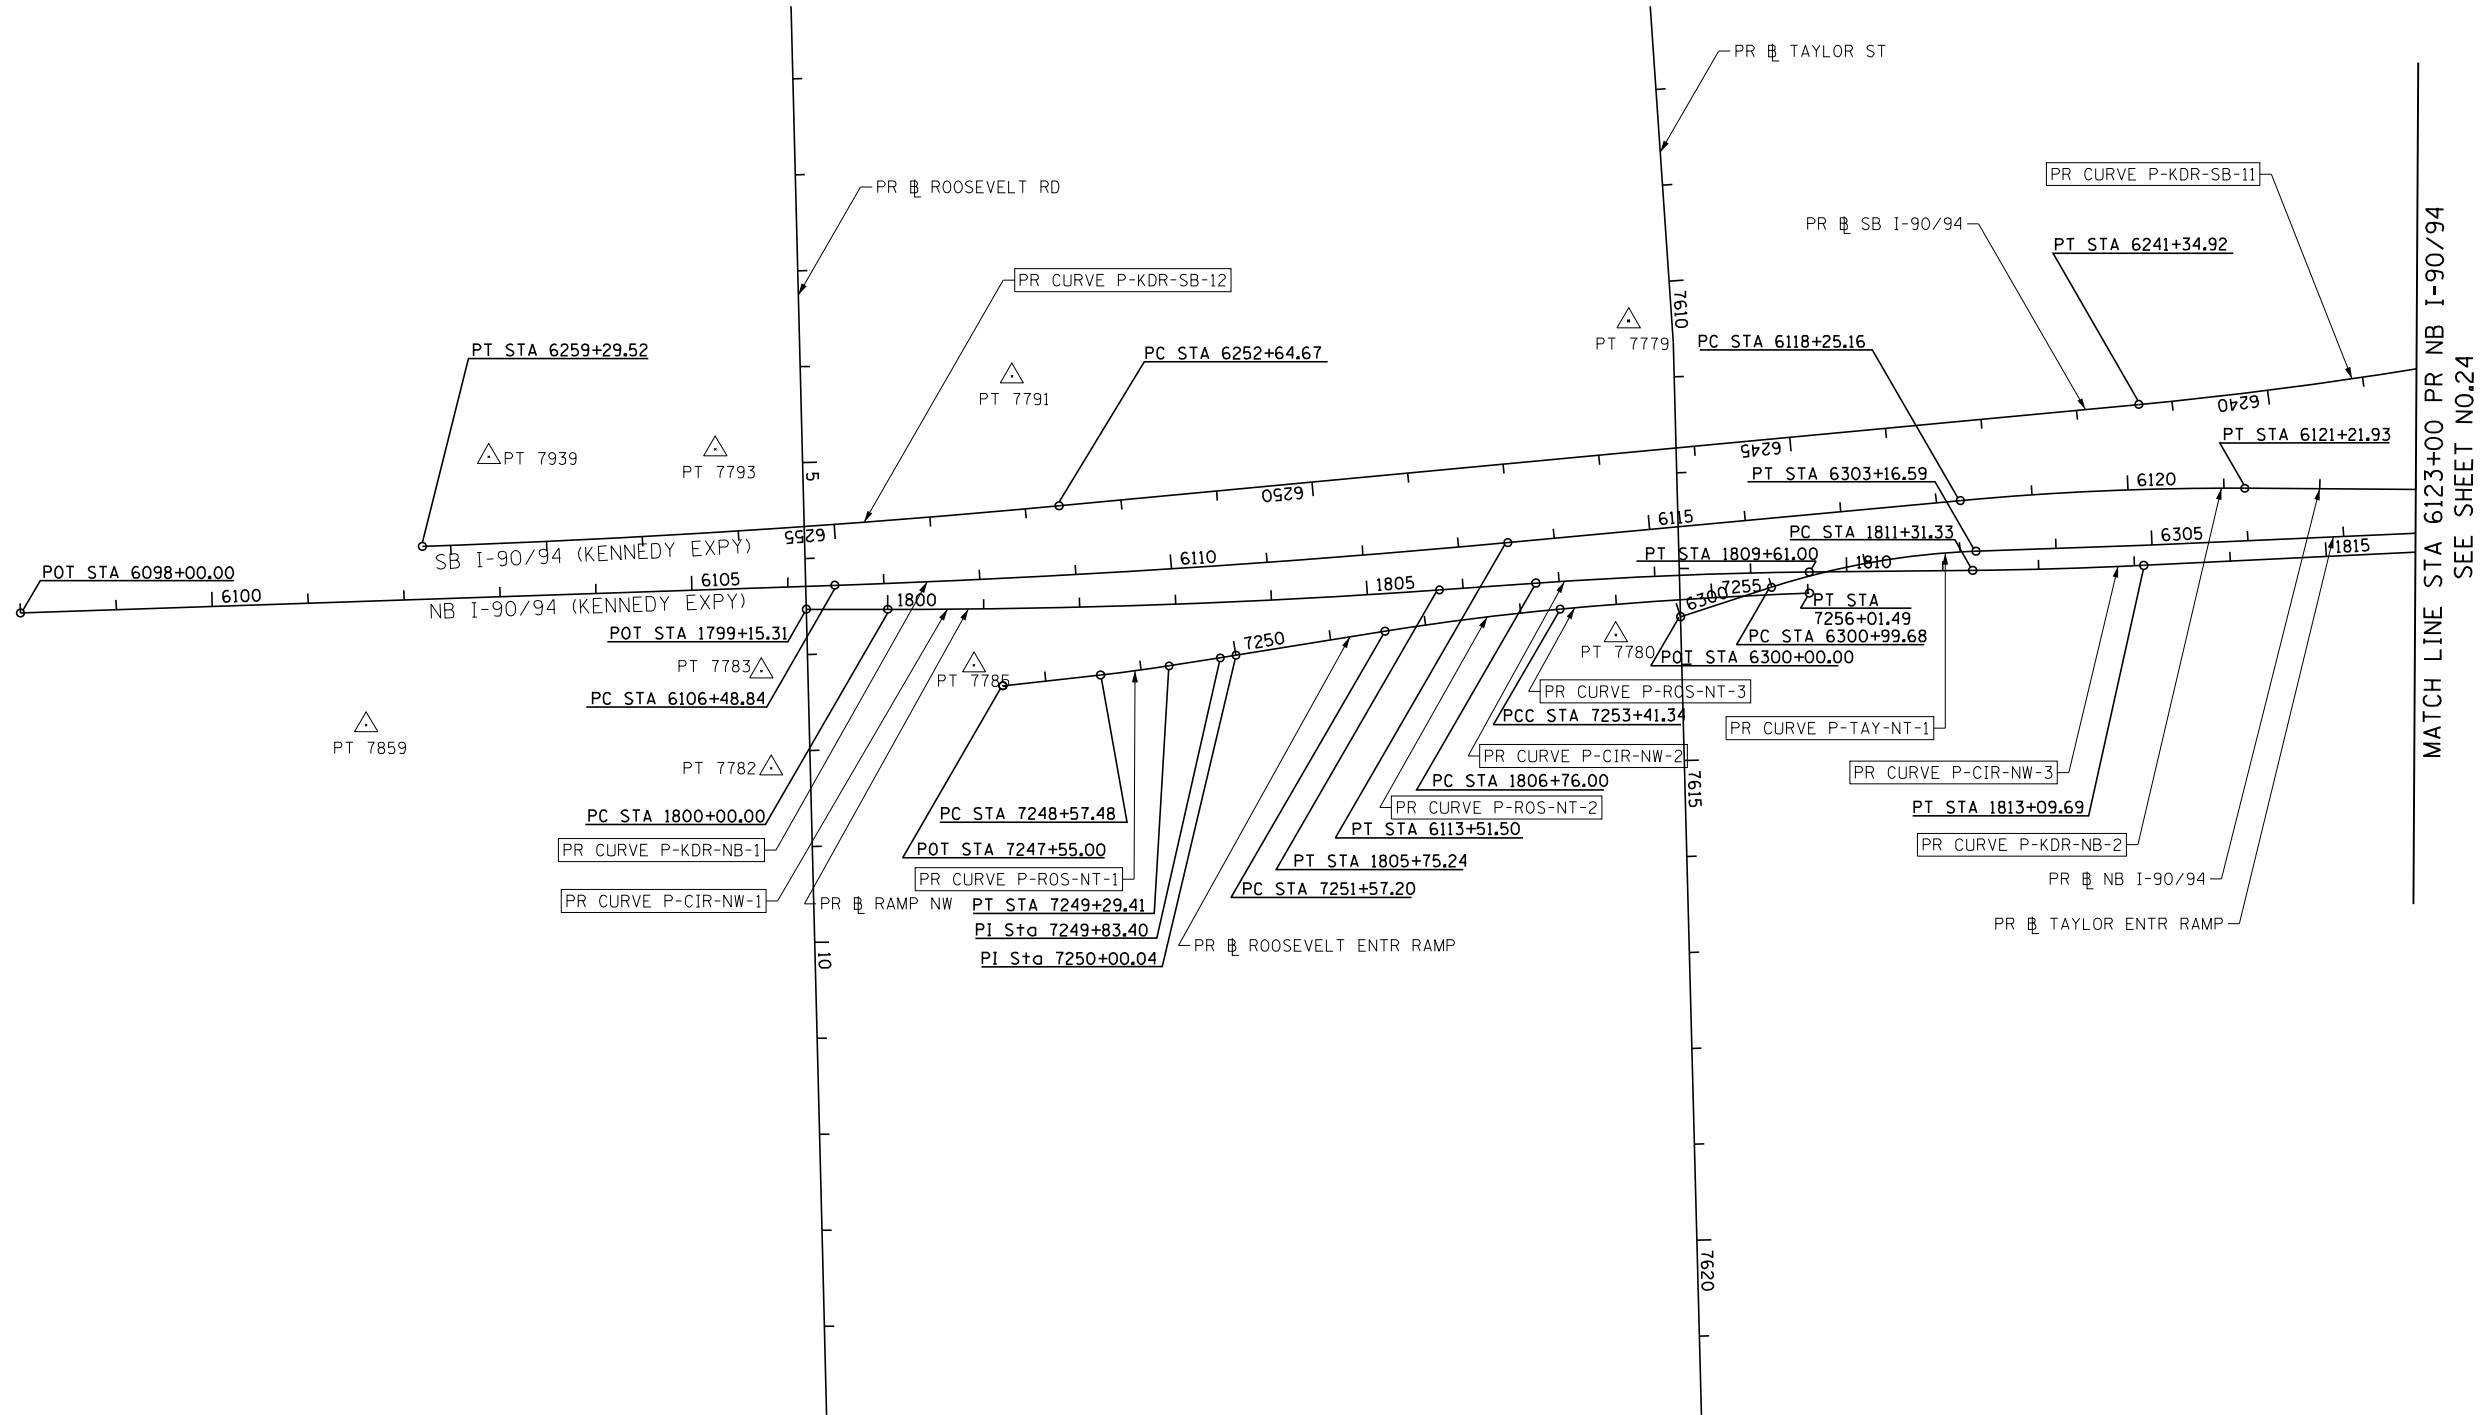 PR ⅊ TAYLOR ST
PR ⅊ ROOSEVELT RD
PR CURVE P-KDR-SB-11
PR ⅊ SB I-90/94
PT STA 6241+34.92
PR CURVE P-KDR-SB-12
7610
PT 7779
PC STA 6118+25.16
PT STA 6259+29.52
PC STA 6252+64.67
PT 7791
6240
PT STA 6121+21.93
PT 7939
PT 7793
5
6245
PT STA 6303+16.59
6250
6120
6255
6115
PC STA 1811+31.33
6305
SB I-90/94 (KENNEDY EXPY)
6110
PT STA 1809+61.00
1810
1815
POT STA 6098+00.00
6100
6105
1805
NB I-90/94 (KENNEDY EXPY)
1800
6300
7255
PT STA
7256+01.49
POT STA 1799+15.31
7250
PC STA 6300+99.68
PT 7783
PT 7785
PT 7780
POT STA 6300+00.00
PC STA 6106+48.84
PR CURVE P-ROS-NT-3
PCC STA 7253+41.34
PR CURVE P-TAY-NT-1
PT 7859
PT 7782
PR CURVE P-CIR-NW-2
PR CURVE P-CIR-NW-3
PC STA 1806+76.00
7615
PC STA 1800+00.00
PC STA 7248+57.48
PR CURVE P-ROS-NT-2
PT STA 1813+09.69
PT STA 6113+51.50
PR CURVE P-KDR-NB-1
POT STA 7247+55.00
PR CURVE P-KDR-NB-2
PT STA 1805+75.24
PR CURVE P-ROS-NT-1
PC STA 7251+57.20
PR ⅊ NB I-90/94
PR CURVE P-CIR-NW-1
PR ⅊ RAMP NW
PT STA 7249+29.41
PR ⅊ TAYLOR ENTR RAMP
PI Sta 7249+83.40
PR ⅊ ROOSEVELT ENTR RAMP
PI Sta 7250+00.04
10
7620
MATCH LINE STA 6123+00 PR NB I-90/94
SEE SHEET NO.24